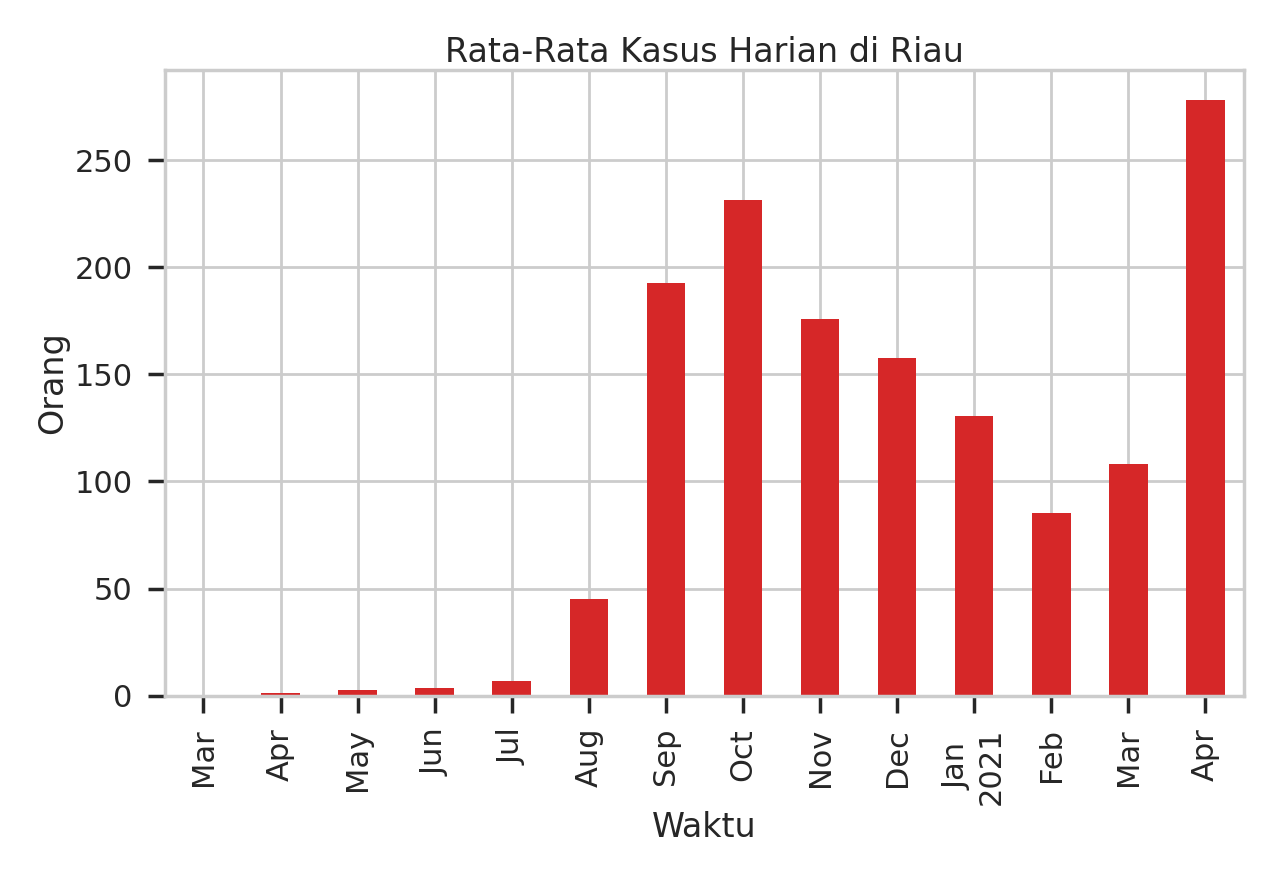 Rata-Rata Kasus Harian di Riau
Orang
250
200
150
100
50
0
Mar
Apr
May
Jun
Jul
Aug
Sep
Oct
Nov
Dec
Jan
2021
Feb
Mar
Apr
Waktu